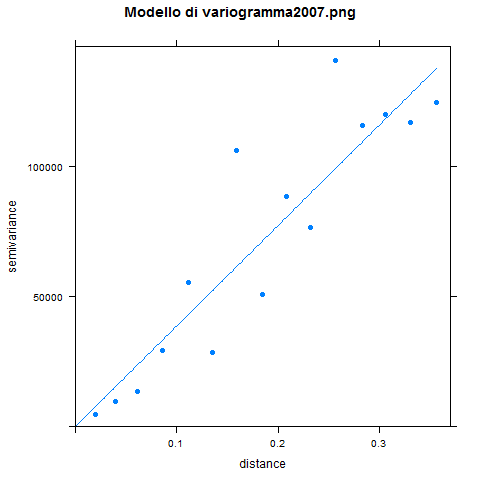 Modello di variogramma2007.png
semivariance
100000
50000
0.1
0.2
0.3
distance